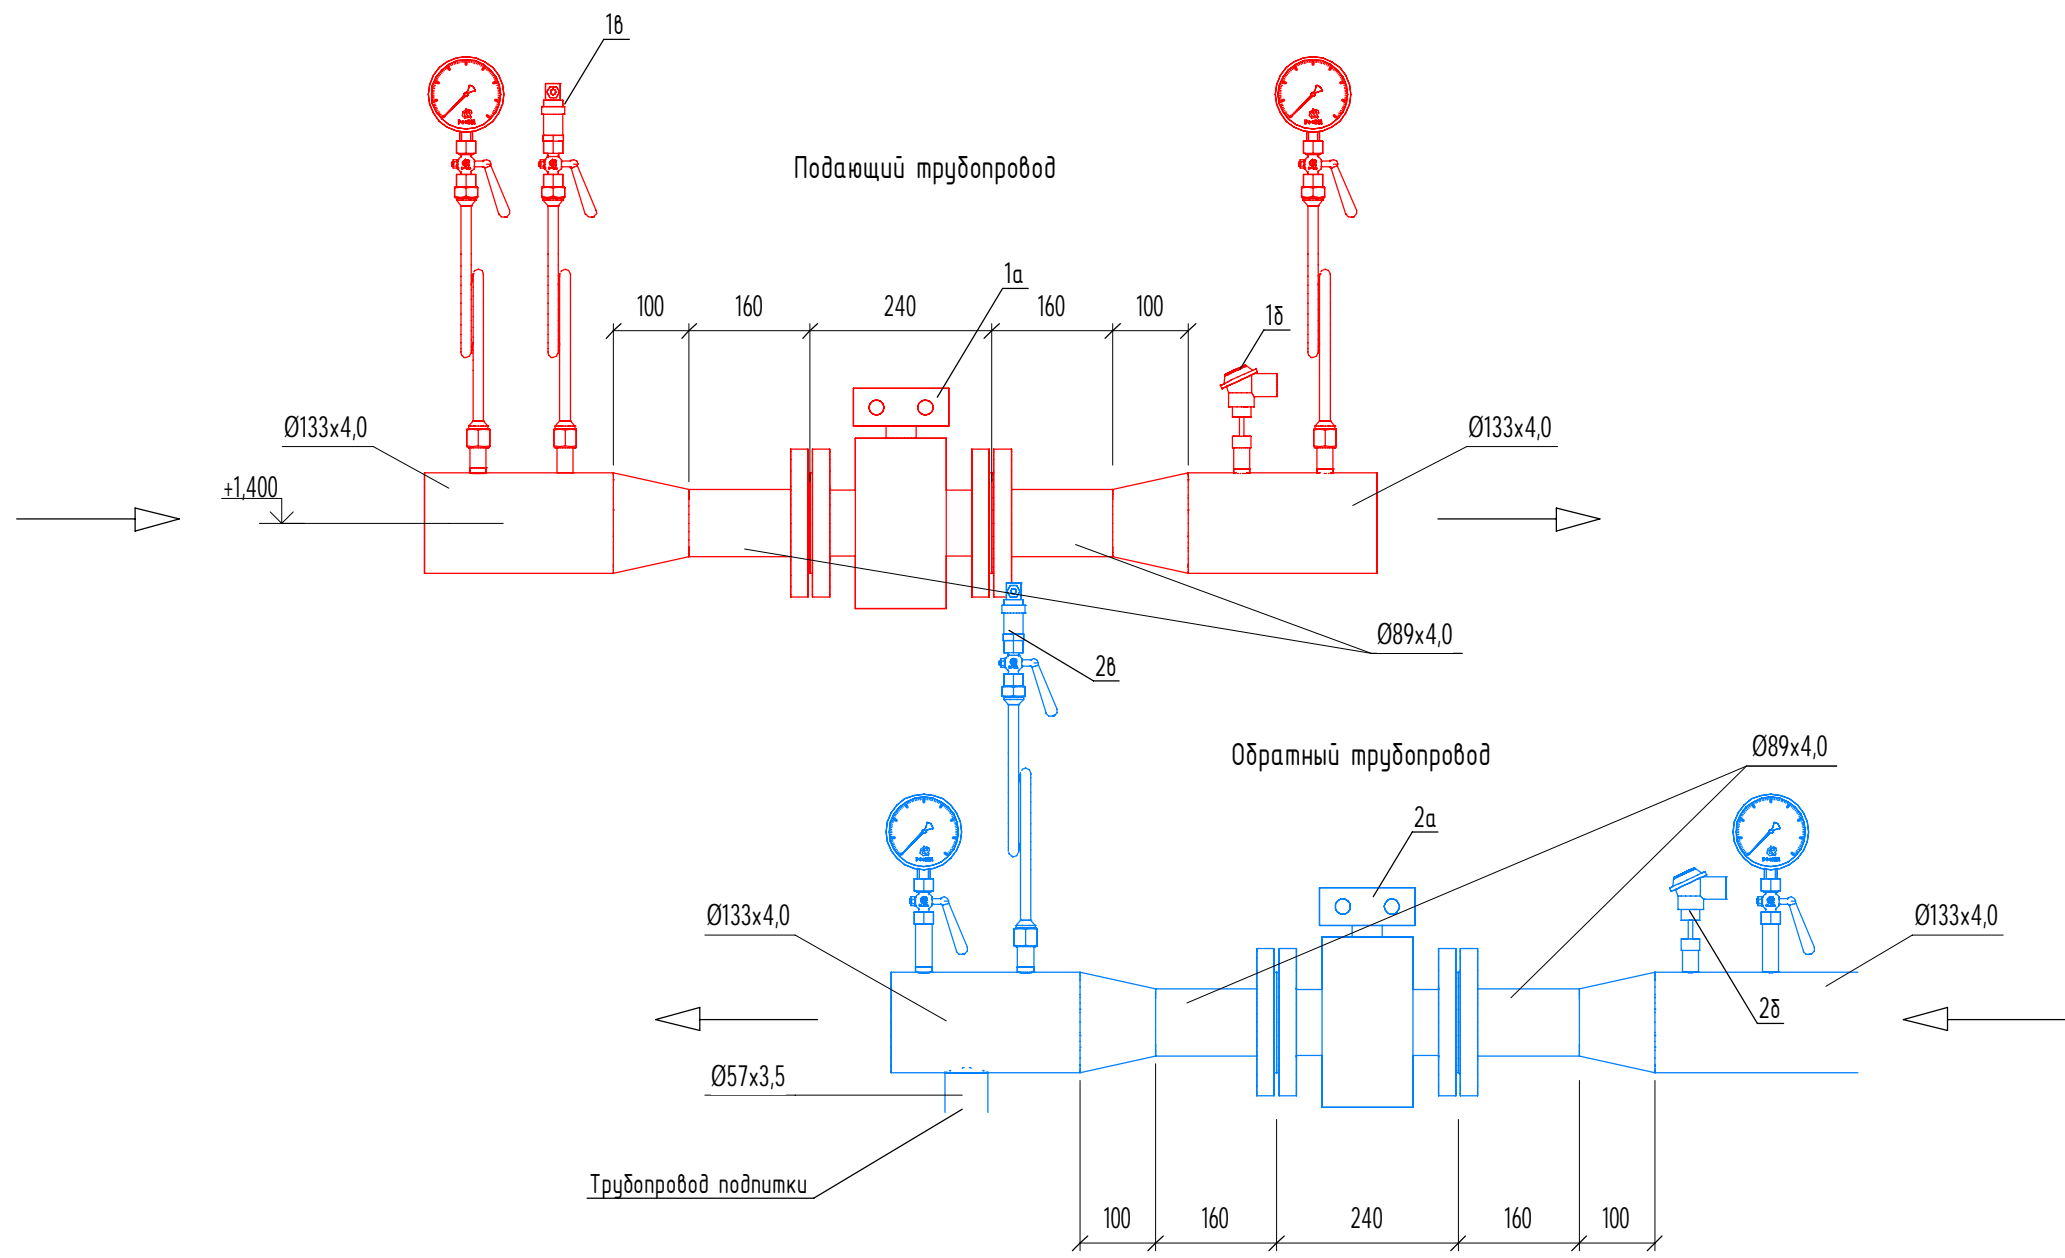 1в
Подающий трубопровод
1а
100
160
240
160
100
1б
Ø133x4,0
Ø133x4,0
+1,400
Ø89x4,0
2в
Обратный трубопровод
Ø89x4,0
2а
Ø133x4,0
Ø133x4,0
2б
Ø57x3,5
Трубопровод подпитки
100
160
240
160
100